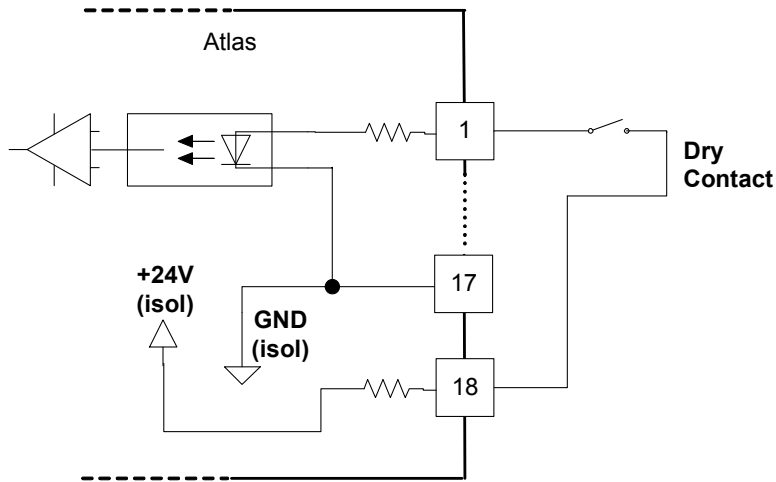 Atlas
1
Dry
Contact
17
+24V
(isol)
GND
(isol)
18